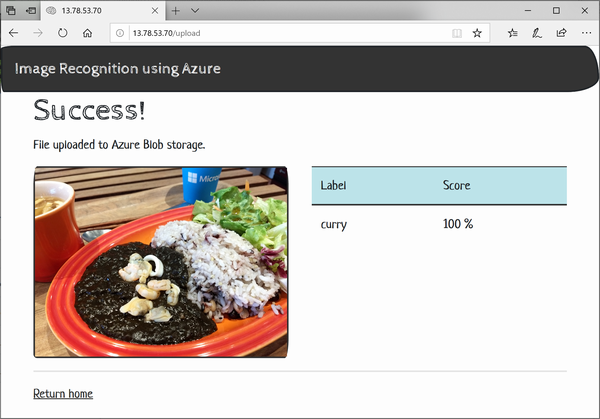 13.78.53.70
13.78.53.70/upload
Image Recognition using Azure
Success!
File uploaded to Azure Blob storage.
Micros
Label Score
curry 100 %
Return home